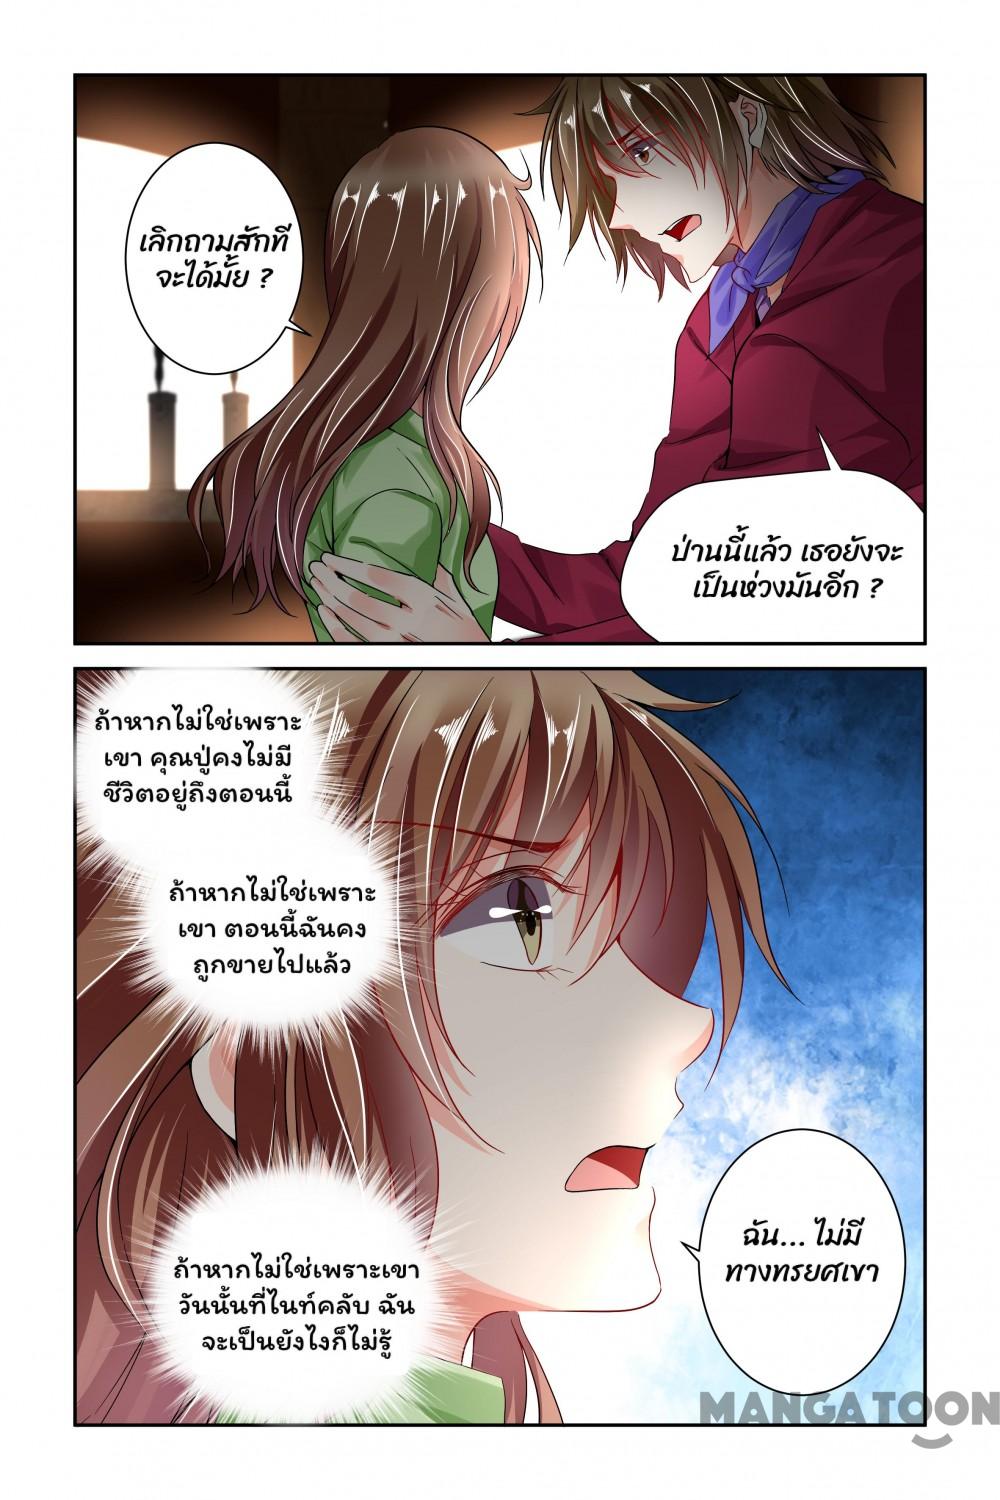 เลิกถามสักที
จะได้มั้ย ?
ป่านนี้แล้ว เธอยังจะ
เป็นห่วงมันอีก ?
ถ้าหากไม่ใช่เพราะ
เขา คุณปู่คงไม่มี
ชีวิตอยู่ถึงตอนนี้
ถ้าหากไม่ใช่เพราะ
เขา ตอนนี้ฉันคง
ถูกขายไปแล้ว
ถ้าหากไม่ใช่เพราะเขา
วันนั้นที่ไนท์คลับ ฉัน
จะเป็นยังไงก็ไม่รู้
ฉัน... ไม่มี
ทางทรยศเขา
MANGATOON